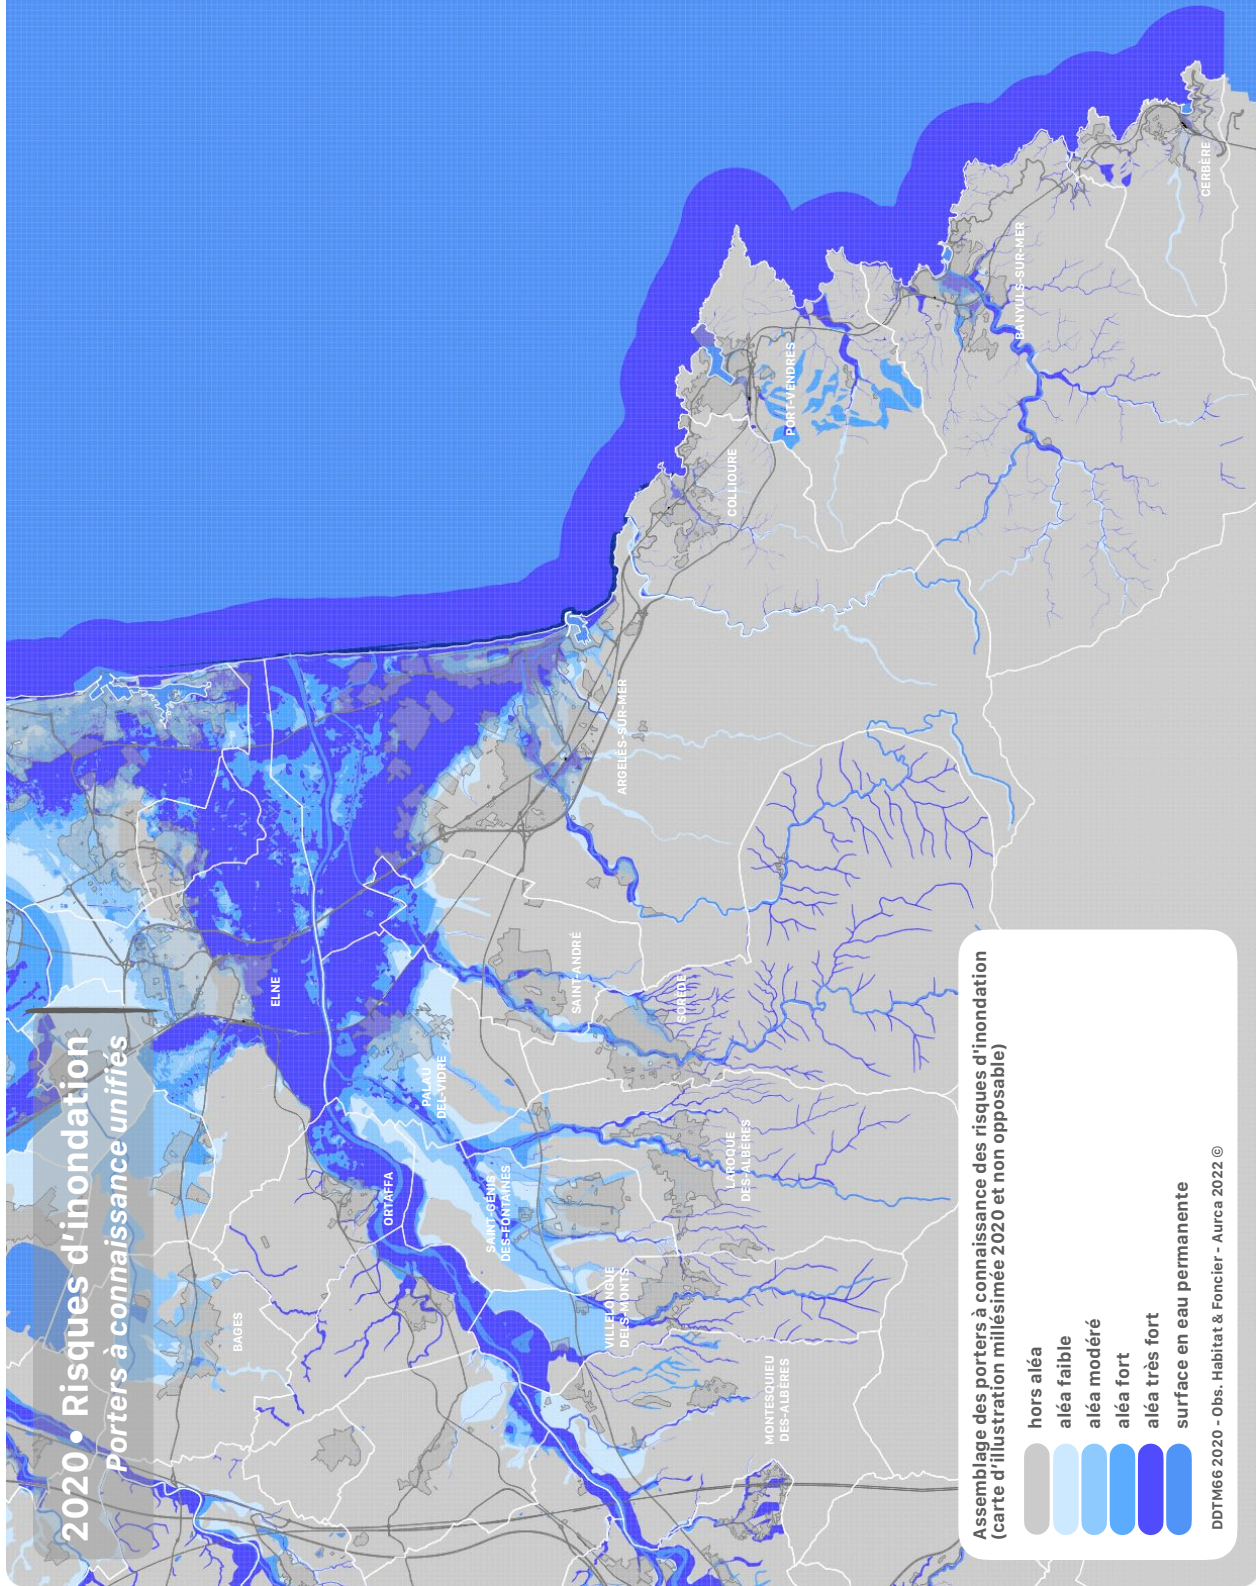 2020 • Risques d'inondation
Porters à connaissance unifiés
ELNE
BAGES
ORTAFFA
PALAU
DEL-VIDRE
SAINT-GÉNIS
DES-FONTAINES
VILLELONGUE
DELS-MONTS
MONTESQUIEU
DES-ALBÈRES
LAROQUE
DES-ALBÈRES
SAINT-ANDRÉ
SORÈDE
ARGELÈS-SUR-MER
COLLIOURE
PORT-VENDRES
BANYULS-SUR-MER
CERBÈRE
Assemblage des porters à connaissance des risques d'inondation
(carte d'illustration millésimée 2020 et non opposable)
hors aléa
aléa faible
aléa modéré
aléa fort
aléa très fort
surface en eau permanente
DDTM66 2020 - Obs. Habitat & Foncier - Aurca 2022 ©